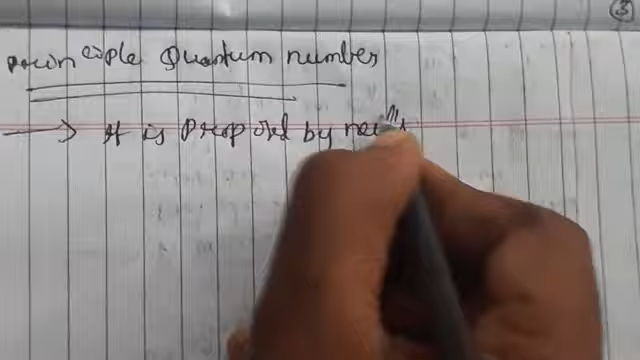 ③
Principle Quantum number
→ It is proposed by